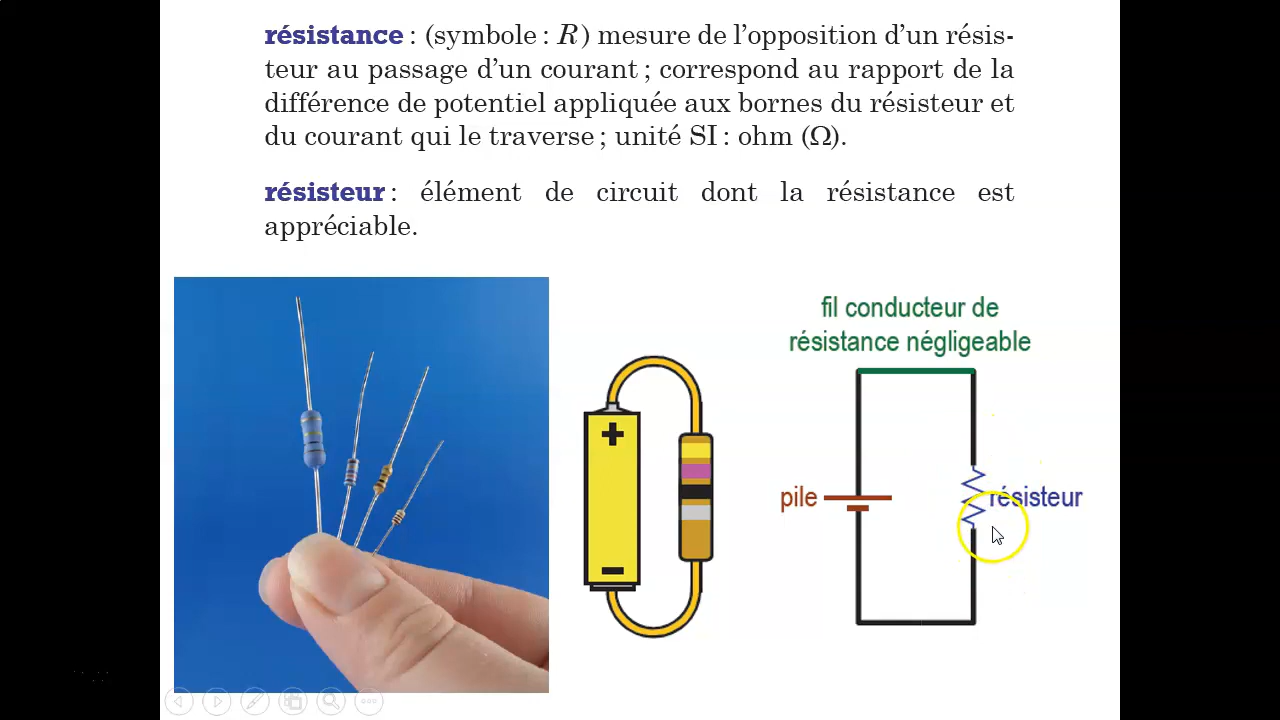 résistance : (symbole : R) mesure de l’opposition d’un résis-
teur au passage d’un courant ; correspond au rapport de la
différence de potentiel appliquée aux bornes du résisteur et
du courant qui le traverse ; unité SI : ohm (Ω).
résisteur : élément de circuit dont la résistance est
appréciable.
fil conducteur de
résistance négligeable
+
−
pile
résisteur